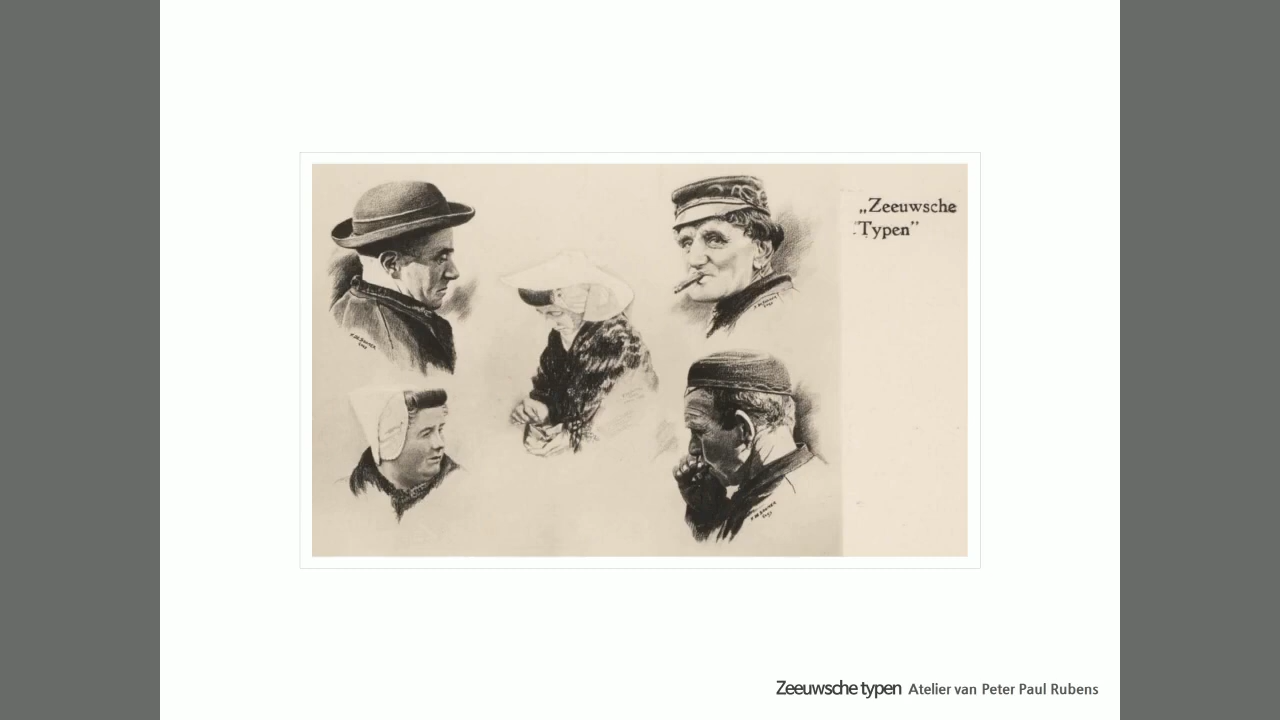 „Zeeuwsche
Typen”
Zeeuwsche typen Atelier van Peter Paul Rubens